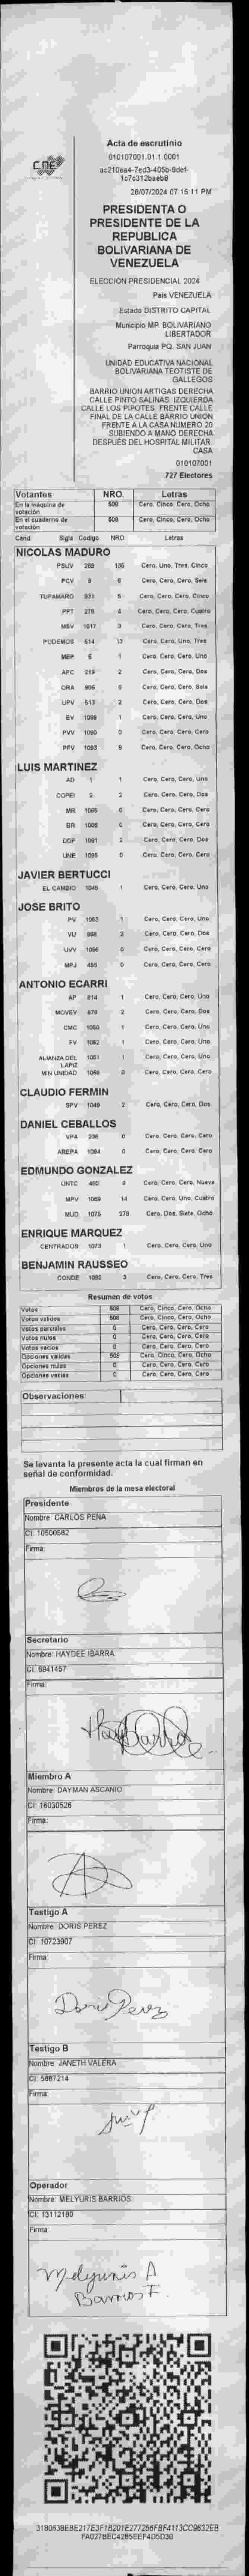 CNE
Acta de escrutinio
010107001.01.1.0001
ac210ea4-7ed3-405b-9def-
1c7c312baeb8
28/07/2024 07:15:11 PM
PRESIDENTA O
PRESIDENTE DE LA
REPUBLICA
BOLIVARIANA DE
VENEZUELA
ELECCIÓN PRESIDENCIAL 2024
País VENEZUELA
Estado DISTRITO CAPITAL
Municipio MP. BOLIVARIANO
LIBERTADOR
Parroquia PQ. SAN JUAN
UNIDAD EDUCATIVA NACIONAL
BOLIVARIANA TEOTISTE DE
GALLEGOS
BARRIO UNION ARTIGAS DERECHA
CALLE PINTO SALINAS. IZQUIERDA
CALLE LOS PIPOTES. FRENTE CALLE
FINAL DE LA CALLE BARRIO UNION
FRENTE A LA CASA NUMERO 20
SUBIENDO A MANO DERECHA
DESPUÉS DEL HOSPITAL MILITAR
CASA
010107001
727 Electores
Votantes NRO. Letras
En la máquina de votación 508 Cero, Cinco, Cero, Ocho
En el cuaderno de votación 508 Cero, Cinco, Cero, Ocho
Cand Sigla Codigo NRO Letras
NICOLAS MADURO
PSUV 289 135 Cero, Uno, Tres, Cinco
PCV 9 6 Cero, Cero, Cero, Seis
TUPAMARO 931 5 Cero, Cero, Cero, Cinco
PPT 276 4 Cero, Cero, Cero, Cuatro
MSV 1017 3 Cero, Cero, Cero, Tres
PODEMOS 514 13 Cero, Cero, Uno, Tres
MEP 6 1 Cero, Cero, Cero, Uno
APC 219 2 Cero, Cero, Cero, Dos
ORA 906 6 Cero, Cero, Cero, Seis
UPV 513 2 Cero, Cero, Cero, Dos
EV 1 Cero, Cero, Cero, Uno
PVV 1090 0 Cero, Cero, Cero, Cero
PFV 1093 8 Cero, Cero, Cero, Ocho
LUIS MARTINEZ
AD 1 1 Cero, Cero, Cero, Uno
COPEI 2 2 Cero, Cero, Cero, Dos
MR 1065 0 Cero, Cero, Cero, Cero
BR 0 Cero, Cero, Cero, Cero
DDP 1091 2 Cero, Cero, Cero, Dos
UNE 1095 0 Cero, Cero, Cero, Cero
JAVIER BERTUCCI
EL CAMBIO 1045 1 Cero, Cero, Cero, Uno
JOSE BRITO
PV 1053 1 Cero, Cero, Cero, Uno
VU 988 2 Cero, Cero, Cero, Dos
UVV 0 Cero, Cero, Cero, Cero
MPJ 455 0 Cero, Cero, Cero, Cero
ANTONIO ECARRI
AP 814 1 Cero, Cero, Cero, Uno
MOVEV 978 2 Cero, Cero, Cero, Dos
CMC 1050 1 Cero, Cero, Cero, Uno
FV 1062 1 Cero, Cero, Cero, Uno
ALIANZA DEL LAPIZ 1051 1 Cero, Cero, Cero, Uno
MIN UNIDAD 0 Cero, Cero, Cero, Cero
CLAUDIO FERMIN
SPV 1049 2 Cero, Cero, Cero, Dos
DANIEL CEBALLOS
VPA 236 0 Cero, Cero, Cero, Cero
AREPA 1084 0 Cero, Cero, Cero, Cero
EDMUNDO GONZALEZ
UNTC 450 9 Cero, Cero, Cero, Nueve
MPV 1069 14 Cero, Cero, Uno, Cuatro
MUD 1075 278 Cero, Dos, Siete, Ocho
ENRIQUE MARQUEZ
CENTRADOS 1073 1 Cero, Cero, Cero, Uno
BENJAMIN RAUSSEO
CONDE 1092 3 Cero, Cero, Cero, Tres
Resumen de votos
Votos 508 Cero, Cinco, Cero, Ocho
Votos validos 508 Cero, Cinco, Cero, Ocho
Votos parciales 0 Cero, Cero, Cero, Cero
Votos nulos 0 Cero, Cero, Cero, Cero
Votos vacios 0 Cero, Cero, Cero, Cero
Opciones validas 508 Cero, Cinco, Cero, Ocho
Opciones nulas 0 Cero, Cero, Cero, Cero
Opciones vacias 0 Cero, Cero, Cero, Cero
Observaciones:
Se levanta la presente acta la cual firman en
señal de conformidad.
Miembros de la mesa electoral
Presidente
Nombre: CARLOS PEÑA
CI: 10500582
Firma:
Secretario
Nombre: HAYDEE IBARRA
CI: 6941457
Firma:
Miembro A
Nombre: DAYMAN ASCANIO
CI: 16030526
Firma:
Testigo A
Nombre: DORIS PEREZ
CI: 10723907
Firma:
Doris Perez
Testigo B
Nombre: JANETH VALERA
CI: 5887214
Firma:
Operador
Nombre: MELYURIS BARRIOS
CI: 13112160
Firma:
Melyuris A
Barrios F.
3180638EBE217E3F1B201E277256FBF4113CC9632EB
FA027BEC4285EEF4D5D30